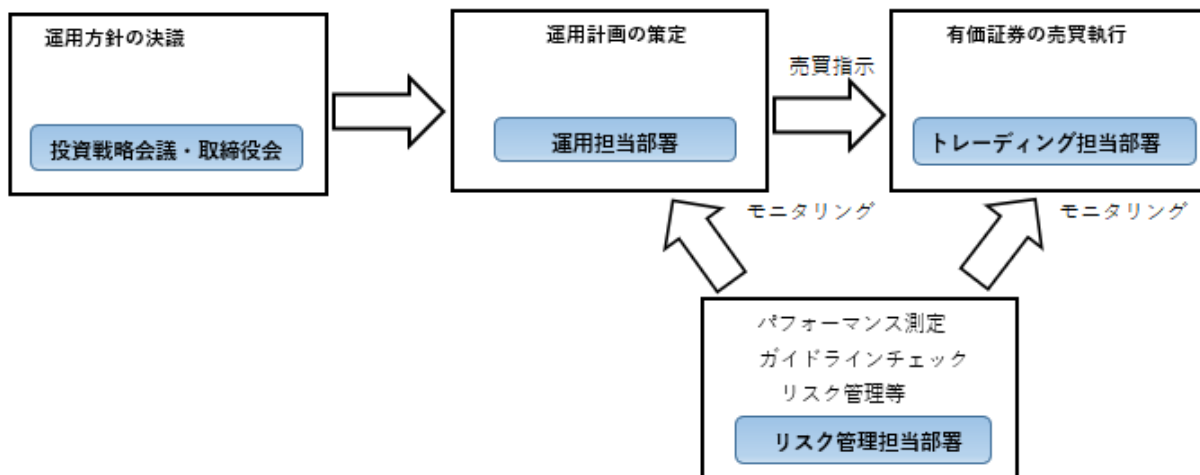 運用方針の決議
投資戦略会議・取締役会
運用計画の策定
運用担当部署
売買指示
有価証券の売買執行
トレーディング担当部署
モニタリング
モニタリング
パフォーマンス測定
ガイドラインチェック
リスク管理等
リスク管理担当部署